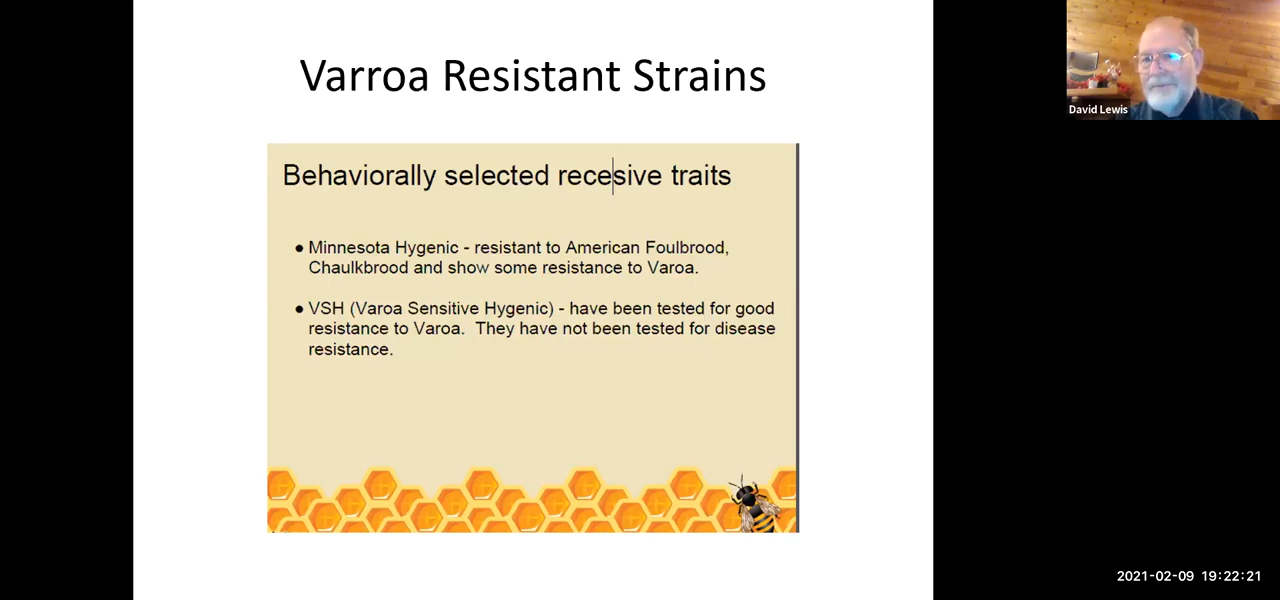 Varroa Resistant Strains
David Lewis
Behaviorally selected recesive traits
● Minnesota Hygenic - resistant to American Foulbrood,
Chaulkbrood and show some resistance to Varoa.
● VSH (Varoa Sensitive Hygenic) - have been tested for good
resistance to Varoa. They have not been tested for disease
resistance.
2021-02-09 19:22:21